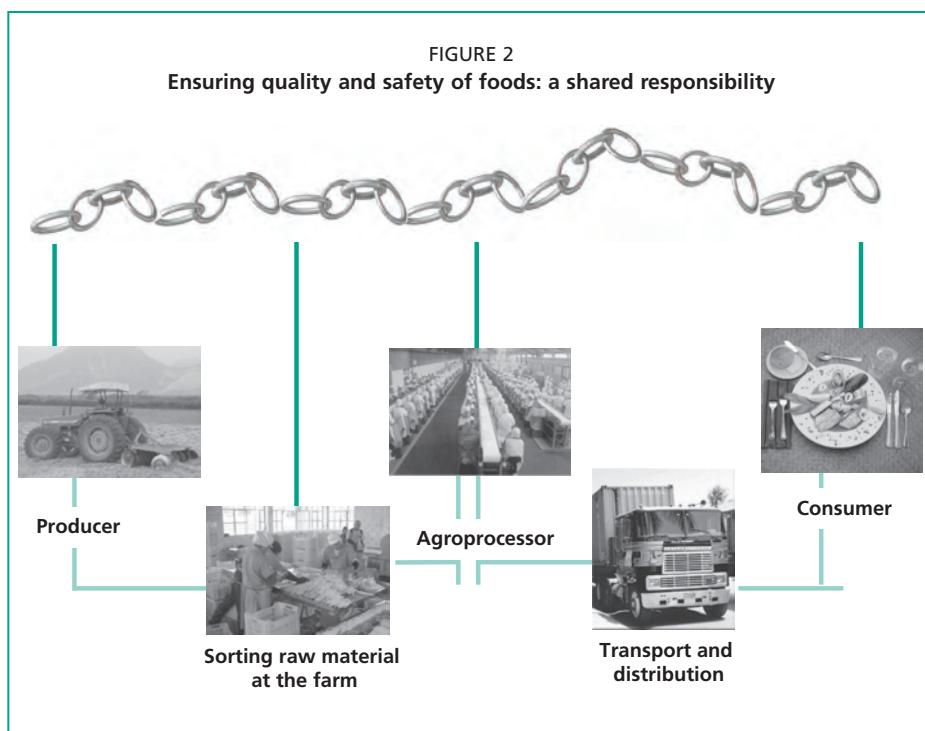 FIGURE 2
Ensuring quality and safety of foods: a shared responsibility
Producer
Sorting raw material
at the farm
Agroprocessor
Transport and
distribution
Consumer